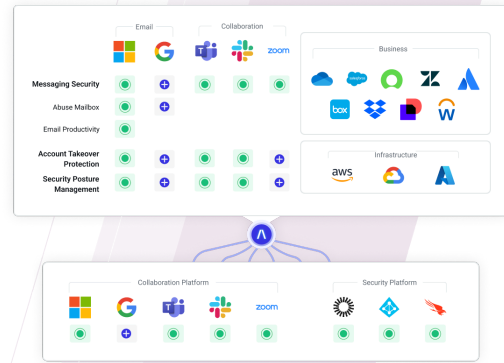 Email
Collaboration
Business
zoom
salesforce
Messaging Security
Abuse Mailbox
box
Email Productivity
Account Takeover
Protection
Security Posture
Management
Infrastructure
aws
Collaboration Platform
Security Platform
zoom